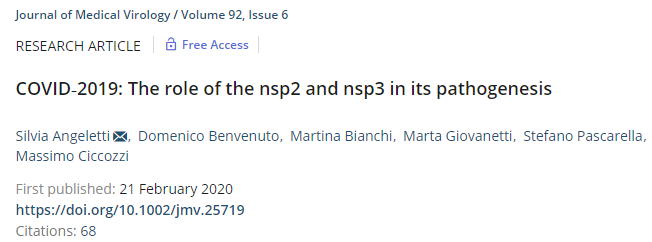 Journal of Medical Virology / Volume 92, Issue 6
RESEARCH ARTICLE Free Access
COVID‐2019: The role of the nsp2 and nsp3 in its pathogenesis
Silvia Angeletti, Domenico Benvenuto, Martina Bianchi, Marta Giovanetti, Stefano Pascarella,
Massimo Ciccozzi
First published: 21 February 2020
https://doi.org/10.1002/jmv.25719
Citations: 68